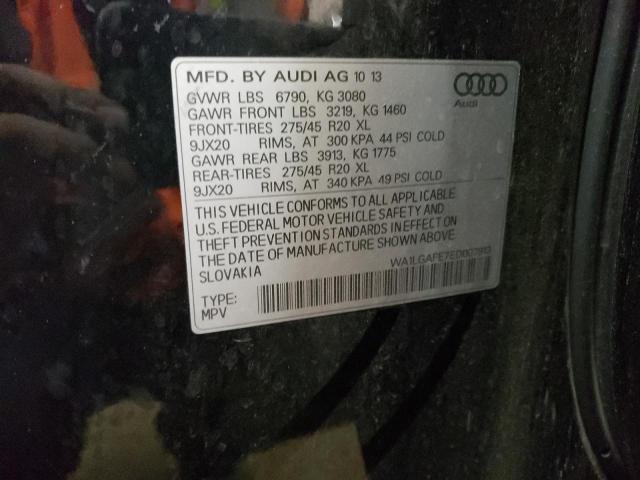 MFD. BY AUDI AG 10 13
Audi
GVWR LBS 6790, KG 3080
GAWR FRONT LBS 3219, KG 1460
FRONT-TIRES 275/45 R20 XL
9JX20 RIMS, AT 300 KPA 44 PSI COLD
GAWR REAR LBS 3913, KG 1775
REAR-TIRES 275/45 R20 XL
9JX20 RIMS, AT 340 KPA 49 PSI COLD
THIS VEHICLE CONFORMS TO ALL APPLICABLE
U.S. FEDERAL MOTOR VEHICLE SAFETY AND
THEFT PREVENTION STANDARDS IN EFFECT ON
THE DATE OF MANUFACTURE SHOWN ABOVE
SLOVAKIA
TYPE:
MPV